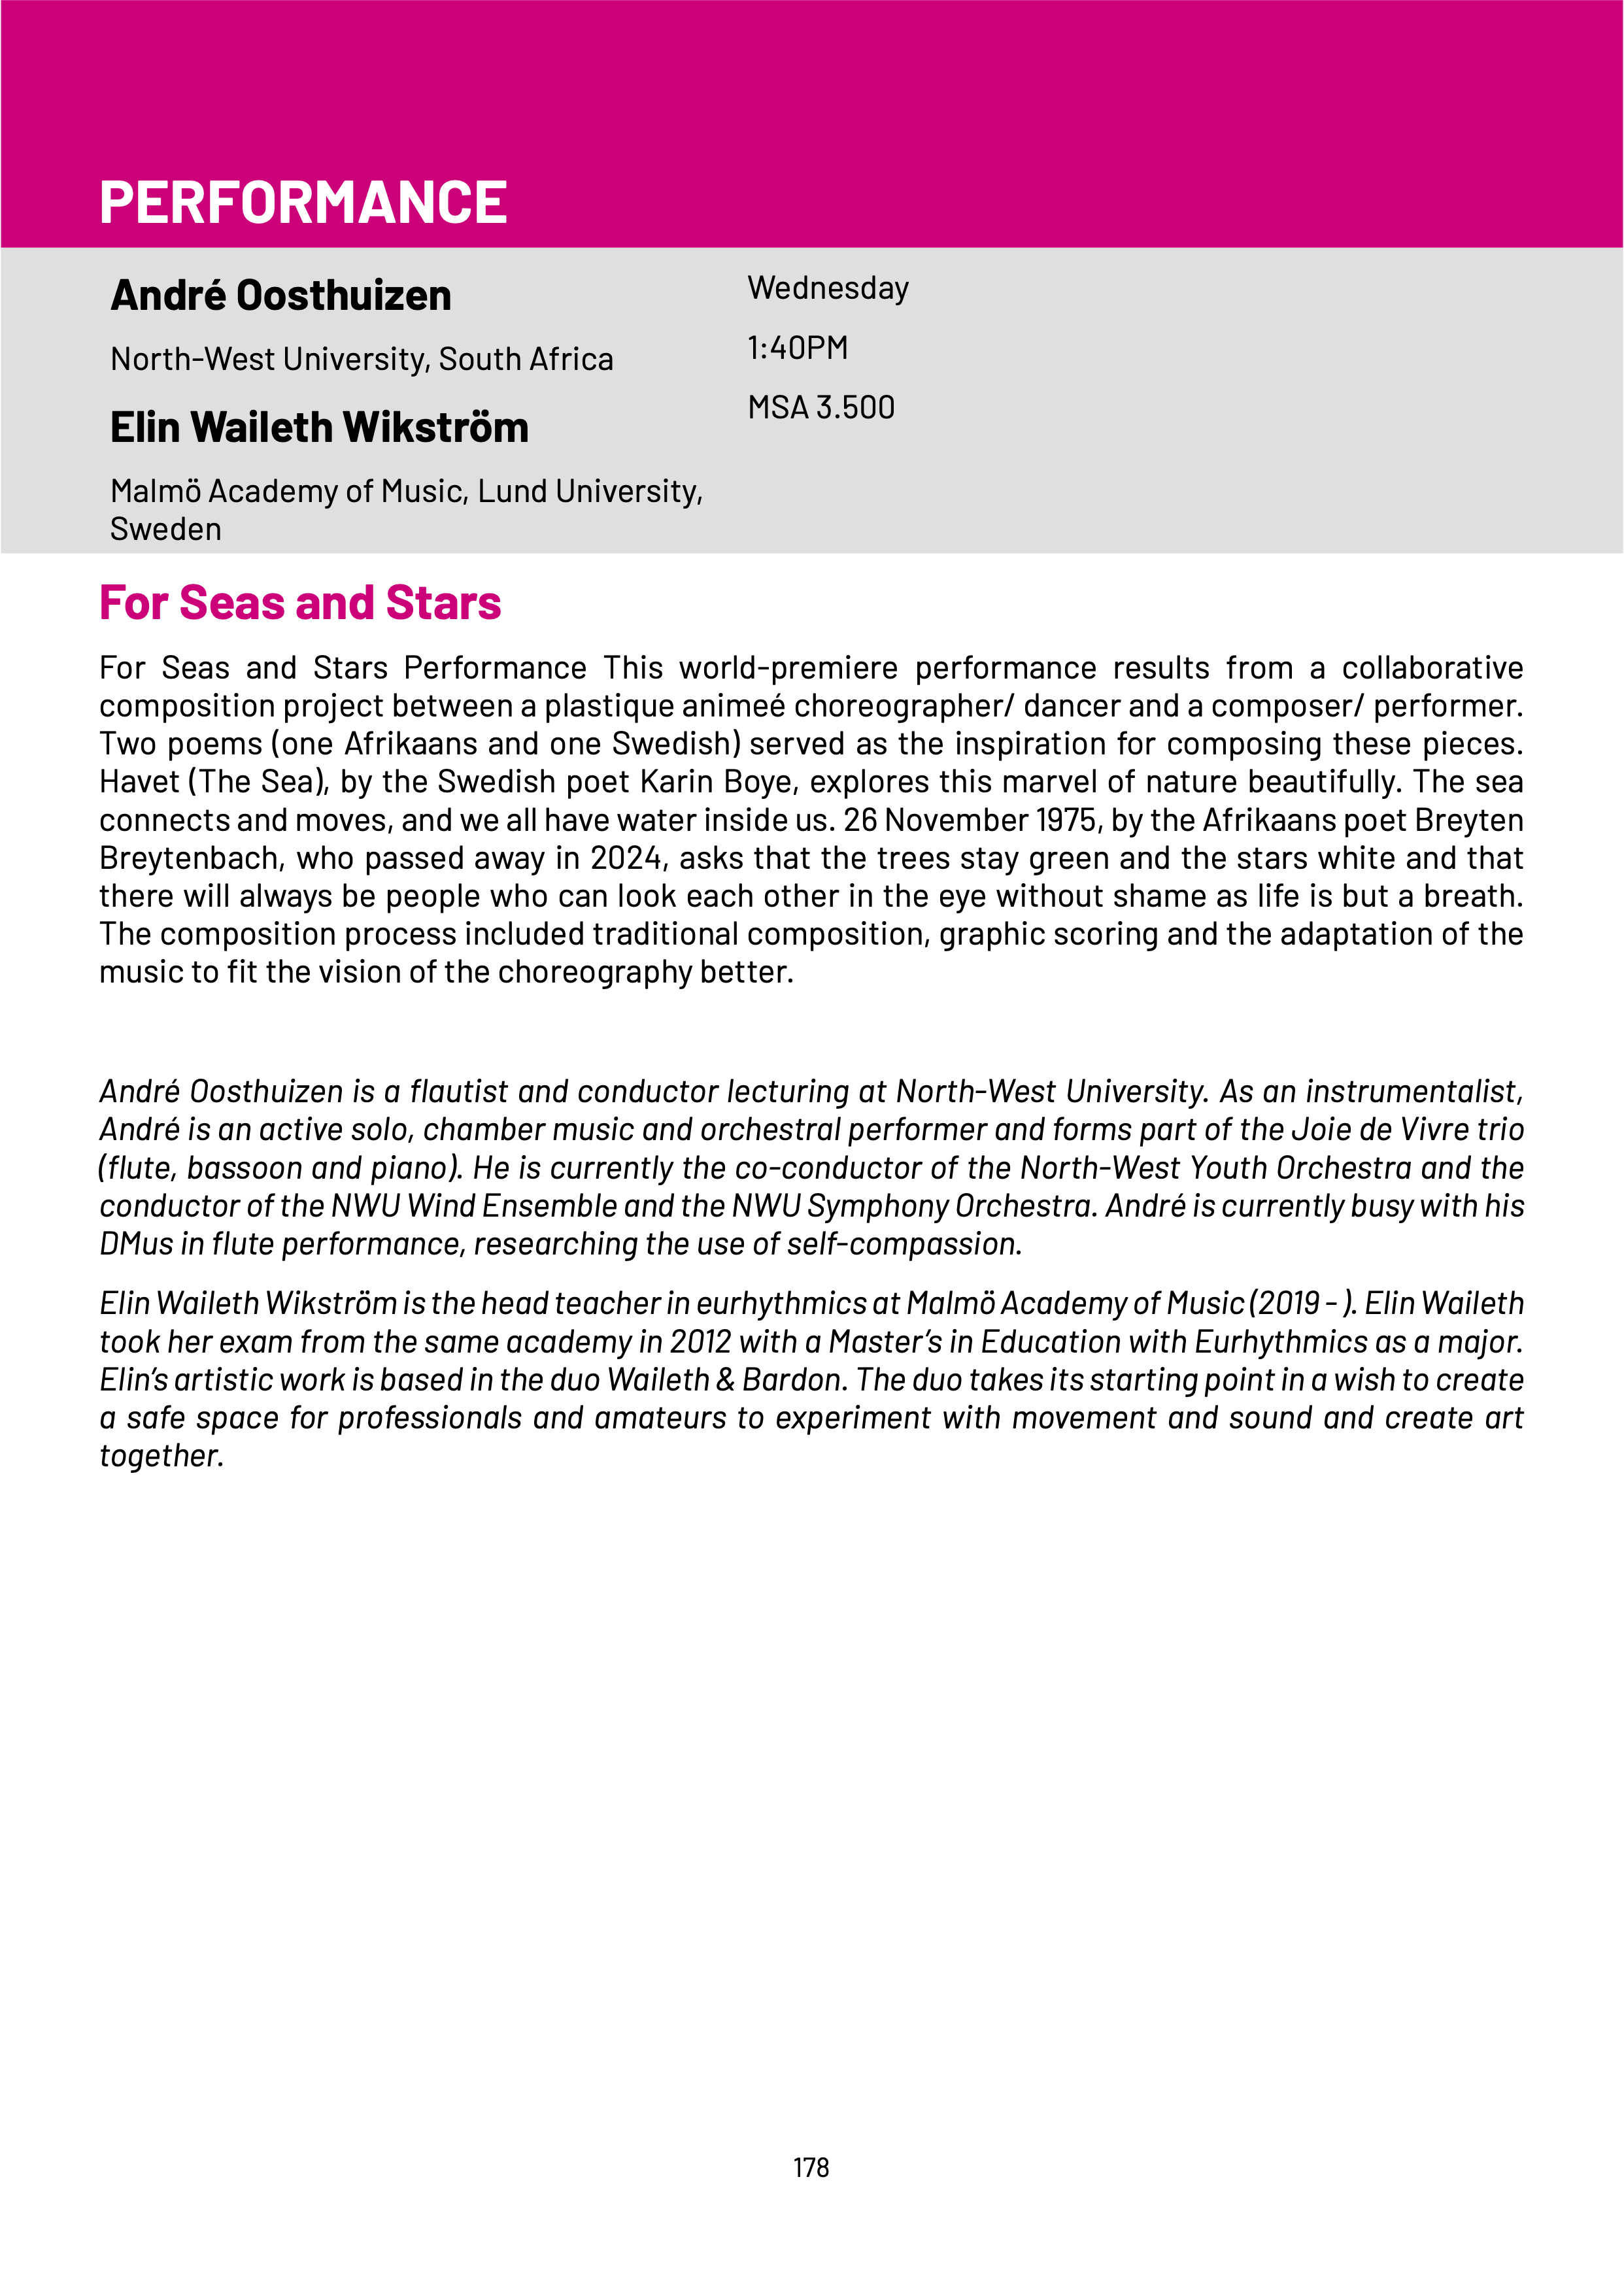 PERFORMANCE
André Oosthuizen
North-West University, South Africa
Elin Waileth Wikström
Malmö Academy of Music, Lund University,
Sweden
Wednesday
1:40PM
MSA 3.500
For Seas and Stars
For Seas and Stars Performance This world-premiere performance results from a collaborative
composition project between a plastique animeé choreographer/ dancer and a composer/ performer.
Two poems (one Afrikaans and one Swedish) served as the inspiration for composing these pieces.
Havet (The Sea), by the Swedish poet Karin Boye, explores this marvel of nature beautifully. The sea
connects and moves, and we all have water inside us. 26 November 1975, by the Afrikaans poet Breyten
Breytenbach, who passed away in 2024, asks that the trees stay green and the stars white and that
there will always be people who can look each other in the eye without shame as life is but a breath.
The composition process included traditional composition, graphic scoring and the adaptation of the
music to fit the vision of the choreography better.
André Oosthuizen is a flautist and conductor lecturing at North-West University. As an instrumentalist,
André is an active solo, chamber music and orchestral performer and forms part of the Joie de Vivre trio
(flute, bassoon and piano). He is currently the co-conductor of the North-West Youth Orchestra and the
conductor of the NWU Wind Ensemble and the NWU Symphony Orchestra. André is currently busy with his
DMus in flute performance, researching the use of self-compassion.
Elin Waileth Wikström is the head teacher in eurhythmics at Malmö Academy of Music (2019 - ). Elin Waileth
took her exam from the same academy in 2012 with a Master’s in Education with Eurhythmics as a major.
Elin’s artistic work is based in the duo Waileth & Bardon. The duo takes its starting point in a wish to create
a safe space for professionals and amateurs to experiment with movement and sound and create art
together.
178